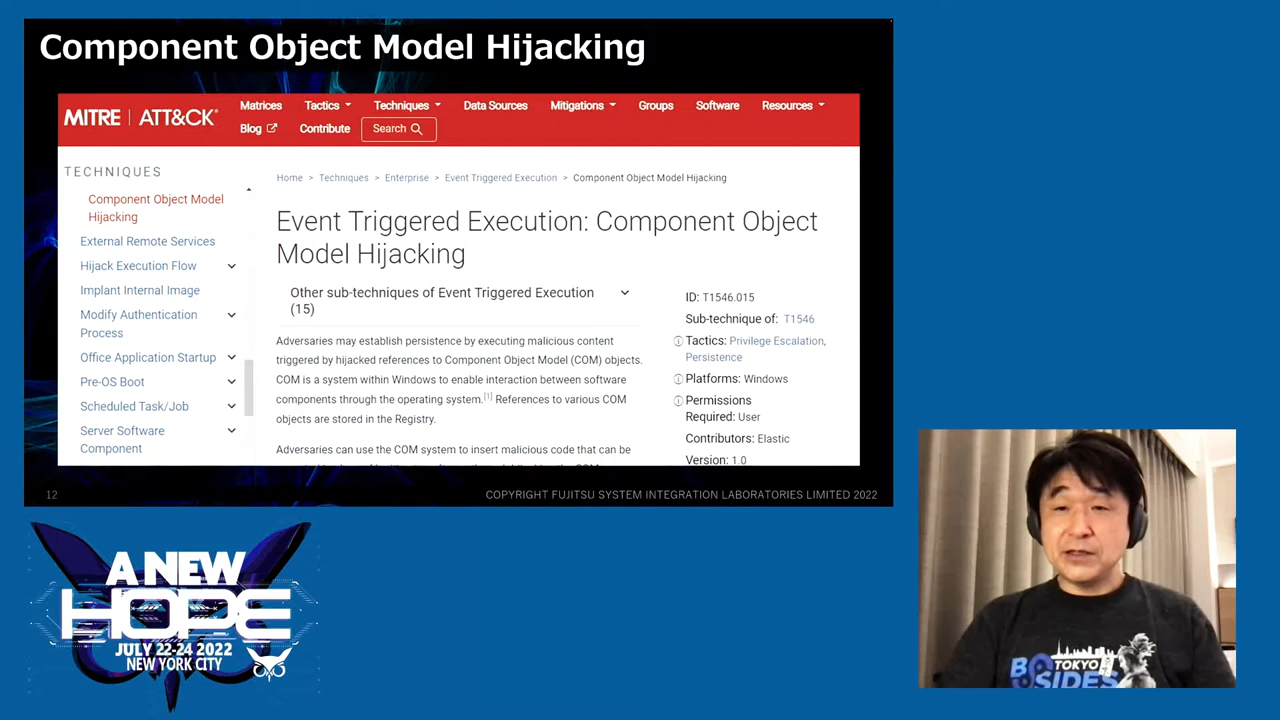 Component Object Model Hijacking
MITRE | ATT&CK®
Matrices Tactics Techniques Data Sources Mitigations Groups Software Resources
Blog Contribute Search
TECHNIQUES
Component Object Model
Hijacking
External Remote Services
Hijack Execution Flow
Implant Internal Image
Modify Authentication
Process
Office Application Startup
Pre-OS Boot
Scheduled Task/Job
Server Software
Component
Home > Techniques > Enterprise > Event Triggered Execution > Component Object Model Hijacking
Event Triggered Execution: Component Object
Model Hijacking
Other sub-techniques of Event Triggered Execution
(15)
Adversaries may establish persistence by executing malicious content
triggered by hijacked references to Component Object Model (COM) objects.
COM is a system within Windows to enable interaction between software
components through the operating system.[1] References to various COM
objects are stored in the Registry.
Adversaries can use the COM system to insert malicious code that can be
ID: T1546.015
Sub-technique of: T1546
Tactics: Privilege Escalation,
Persistence
Platforms: Windows
Permissions
Required: User
Contributors: Elastic
Version: 1.0
12
COPYRIGHT FUJITSU SYSTEM INTEGRATION LABORATORIES LIMITED 2022
A NEW
HOPE
JULY 22-24 2022
NEW YORK CITY
TOKYO
BSIDES